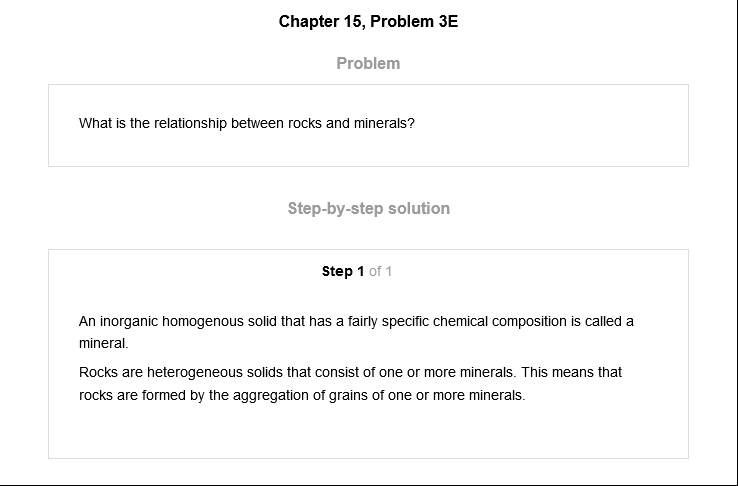 Chapter 15, Problem 3E
Problem
What is the relationship between rocks and minerals?
Step-by-step solution
Step 1 of 1
An inorganic homogenous solid that has a fairly specific chemical composition is called a
mineral.
Rocks are heterogeneous solids that consist of one or more minerals. This means that
rocks are formed by the aggregation of grains of one or more minerals.